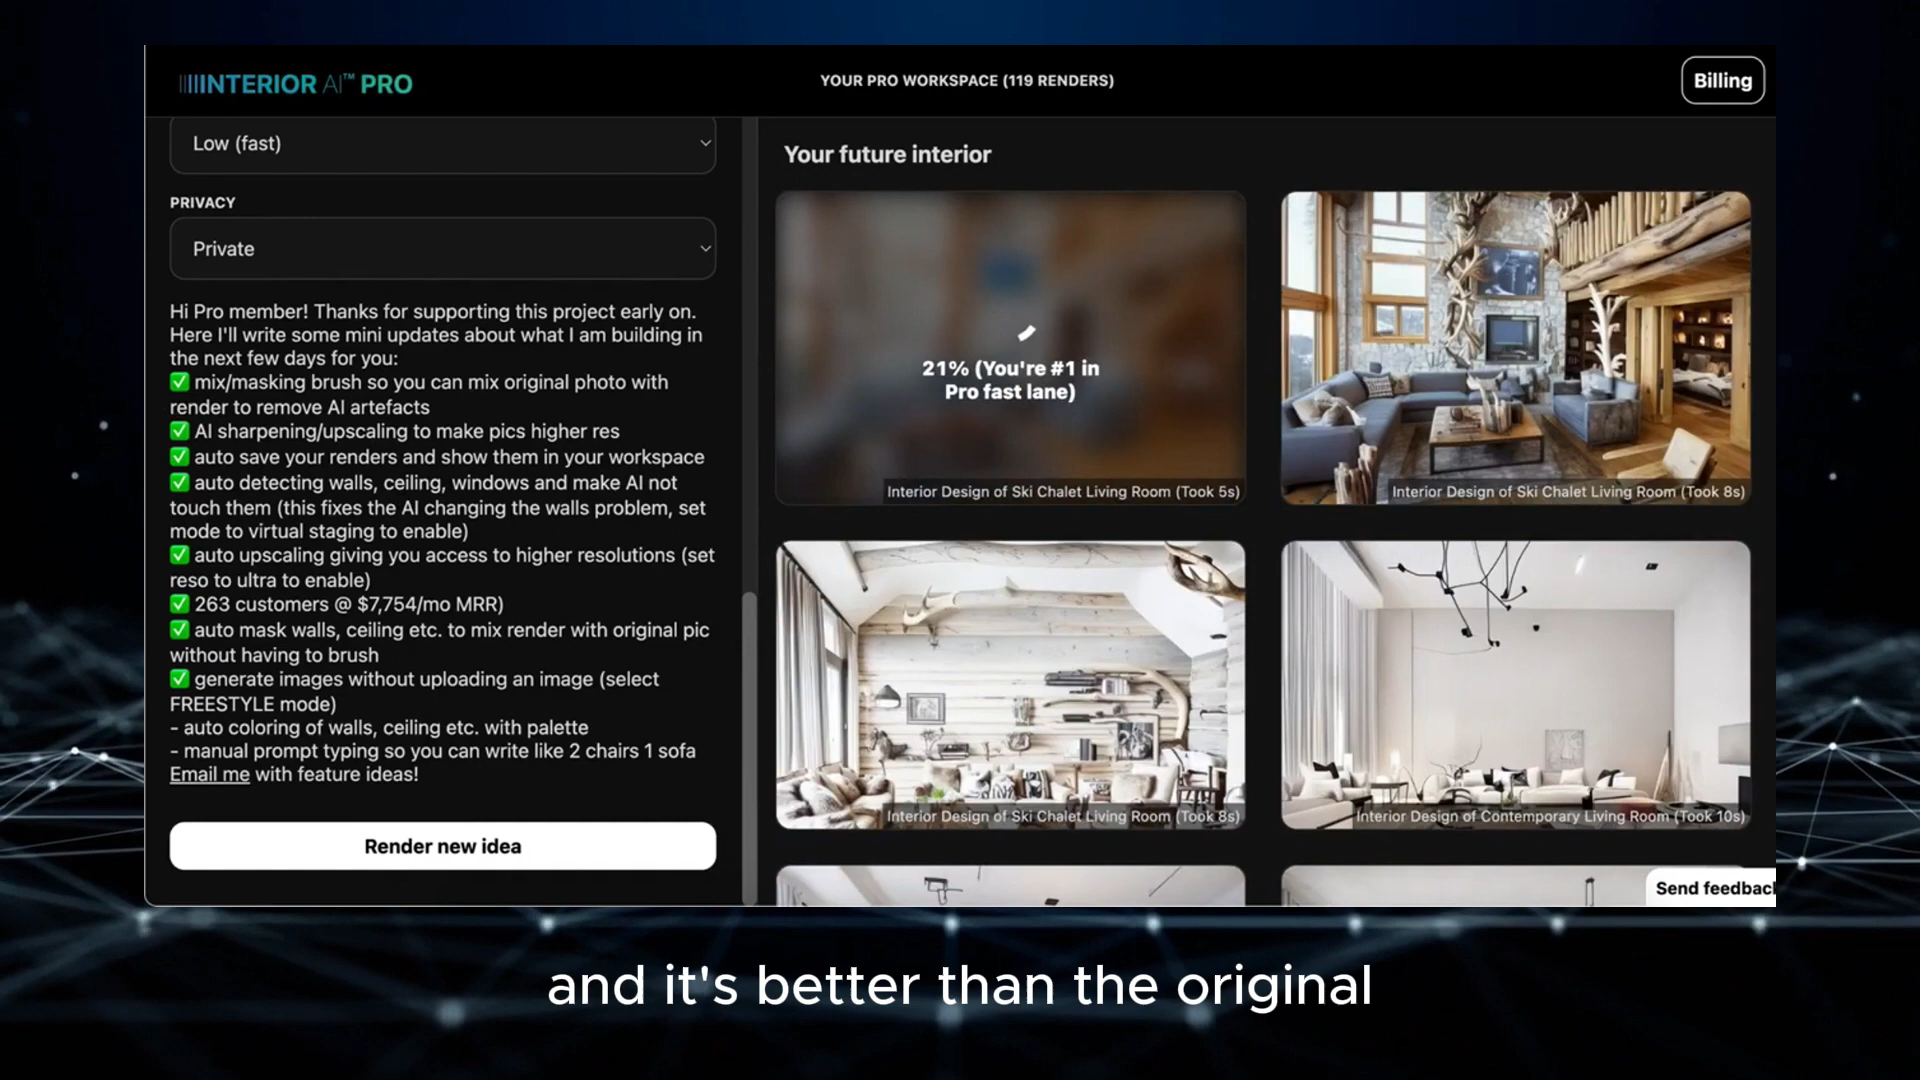 INTERIOR AI™ PRO
YOUR PRO WORKSPACE (119 RENDERS)
Billing
Low (fast)
PRIVACY
Private
Hi Pro member! Thanks for supporting this project early on.
Here I'll write some mini updates about what I am building in
the next few days for you:
✅ mix/masking brush so you can mix original photo with
render to remove AI artefacts
✅ AI sharpening/upscaling to make pics higher res
✅ auto save your renders and show them in your workspace
✅ auto detecting walls, ceiling, windows and make AI not
touch them (this fixes the AI changing the walls problem, set
mode to virtual staging to enable)
✅ auto upscaling giving you access to higher resolutions (set
reso to ultra to enable)
✅ 263 customers @ $7,754/mo MRR)
✅ auto mask walls, ceiling etc. to mix render with original pic
without having to brush
✅ generate images without uploading an image (select
FREESTYLE mode)
- auto coloring of walls, ceiling etc. with palette
- manual prompt typing so you can write like 2 chairs 1 sofa
Email me with feature ideas!
Render new idea
Your future interior
21% (You're #1 in
Pro fast lane)
Interior Design of Ski Chalet Living Room (Took 5s)
Interior Design of Ski Chalet Living Room (Took 8s)
Interior Design of Ski Chalet Living Room (Took 8s)
Interior Design of Contemporary Living Room (Took 10s)
Send feedback
and it's better than the original